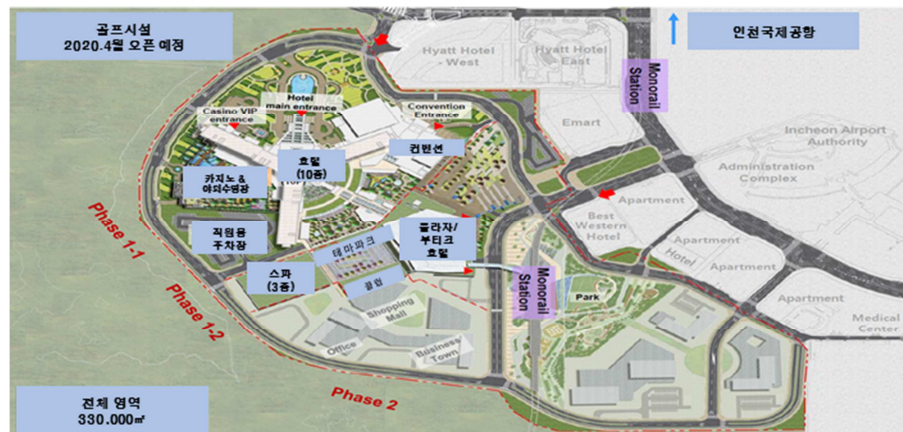 골프시설
2020.4월 오픈 예정
인천국제공항
Hyatt Hotel
- West
Hyatt Hotel
East
Monorail
Station
Hotel
main entrance
Casino VIP
entrance
Convention
Entrance
Emart
Incheon Airport
Authority
컨벤션
호텔
(10층)
카지노 &
야외수영장
Administration
Complex
Apartment
Best
Western
Hotel
직원용
주차장
테마파크
플라자/
부티크
호텔
Apartment
Hotel
Apartment
Phase 1-1
스파
(3층)
클럽
Monorail
Station
Park
Apartment
Shopping
Mall
Medical
Center
Phase 1-2
Office
Business
Town
Phase 2
전체 영역
330.000㎡